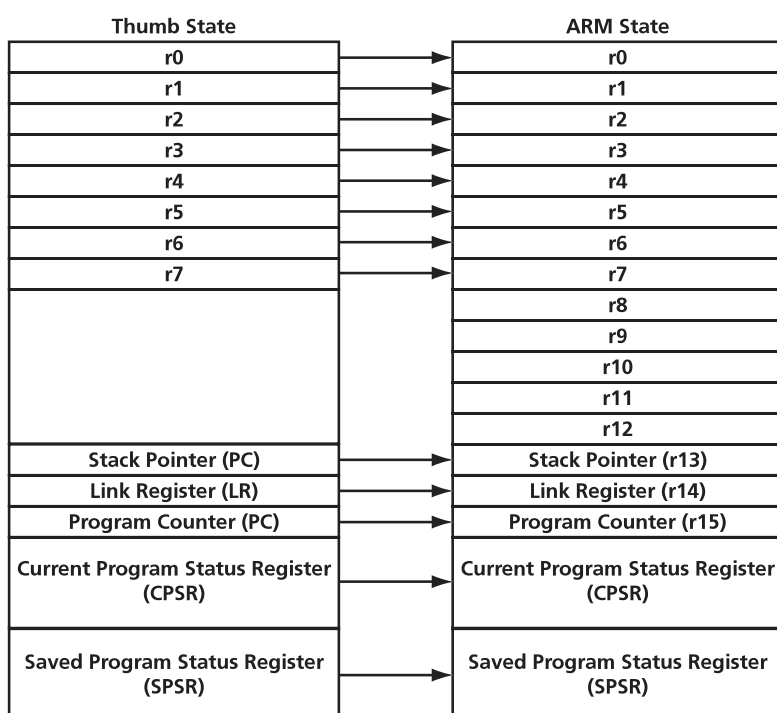 Thumb State
r0
r1
r2
r3
r4
r5
r6
r7
Stack Pointer (PC)
Link Register (LR)
Program Counter (PC)
Current Program Status Register
(CPSR)
Saved Program Status Register
(SPSR)
ARM State
r0
r1
r2
r3
r4
r5
r6
r7
r8
r9
r10
r11
r12
Stack Pointer (r13)
Link Register (r14)
Program Counter (r15)
Current Program Status Register
(CPSR)
Saved Program Status Register
(SPSR)